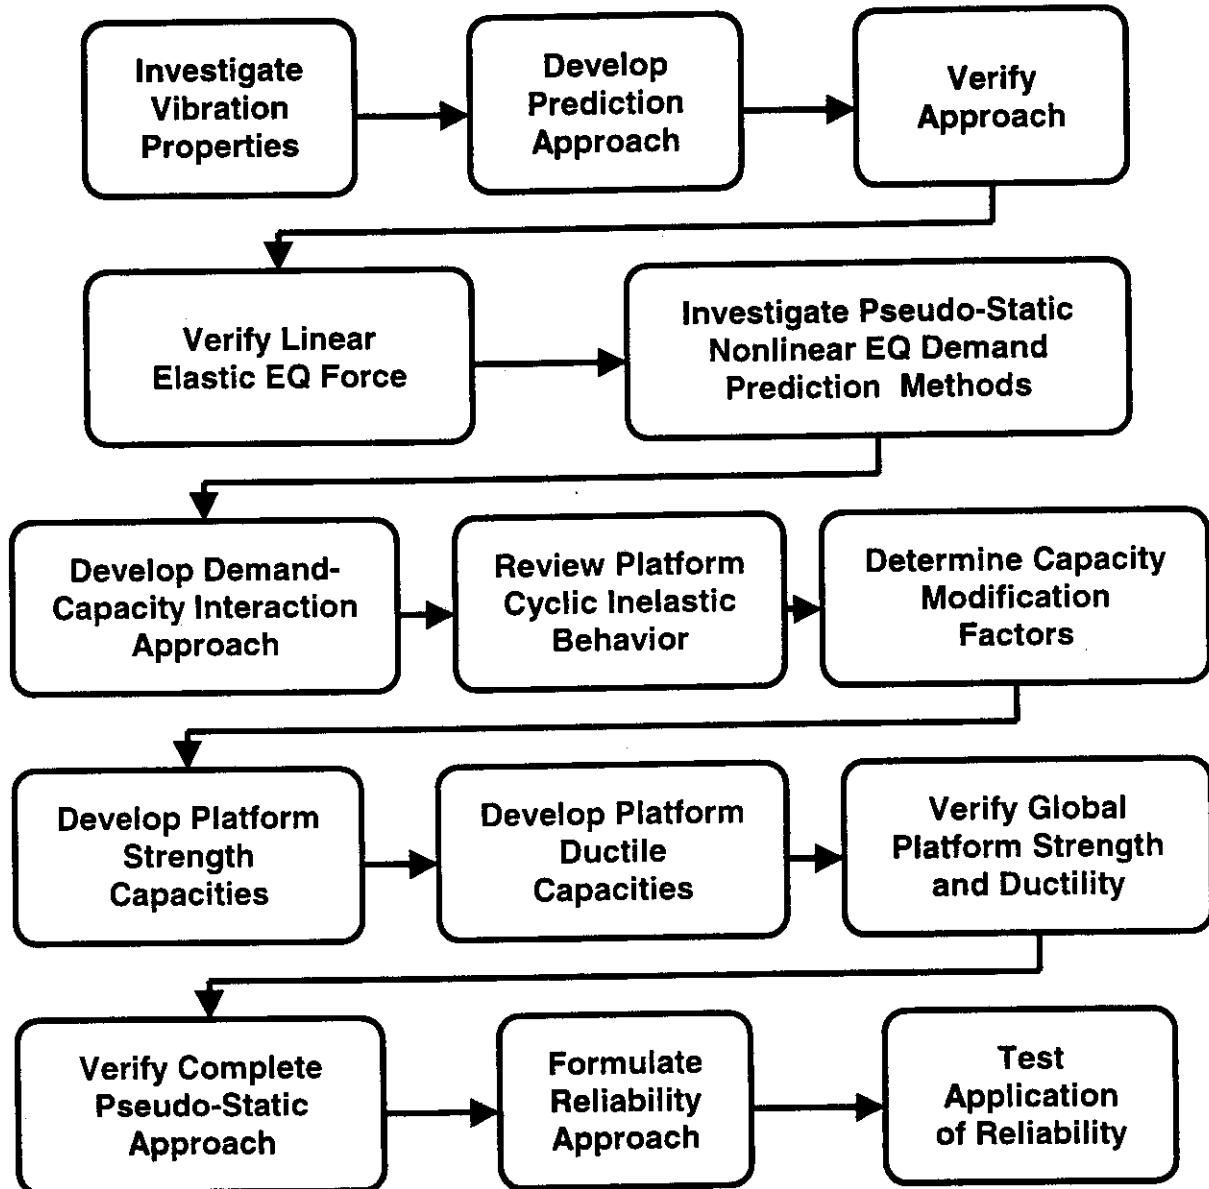 Investigate
Vibration
Properties
Develop
Prediction
Approach
Verify
Approach
Verify Linear
Elastic EQ Force
Investigate Pseudo-Static
Nonlinear EQ Demand
Prediction Methods
Develop Demand-
Capacity Interaction
Approach
Review Platform
Cyclic Inelastic
Behavior
Determine Capacity
Modification
Factors
Develop Platform
Strength
Capacities
Develop Platform
Ductile
Capacities
Verify Global
Platform Strength
and Ductility
Verify Complete
Pseudo-Static
Approach
Formulate
Reliability
Approach
Test
Application
of Reliability